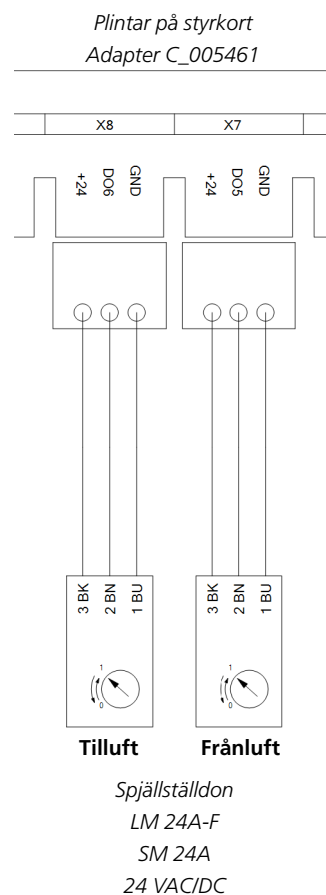 Plintar på styrkort
Adapter C_005461
X8 X7
+24 DO6 GND +24 DO5 GND
3 BK 2 BN 1 BU 3 BK 2 BN 1 BU
1 1
0 0
Tilluft Frånluft
Spjällställdon
LM 24A-F
SM 24A
24 VAC/DC